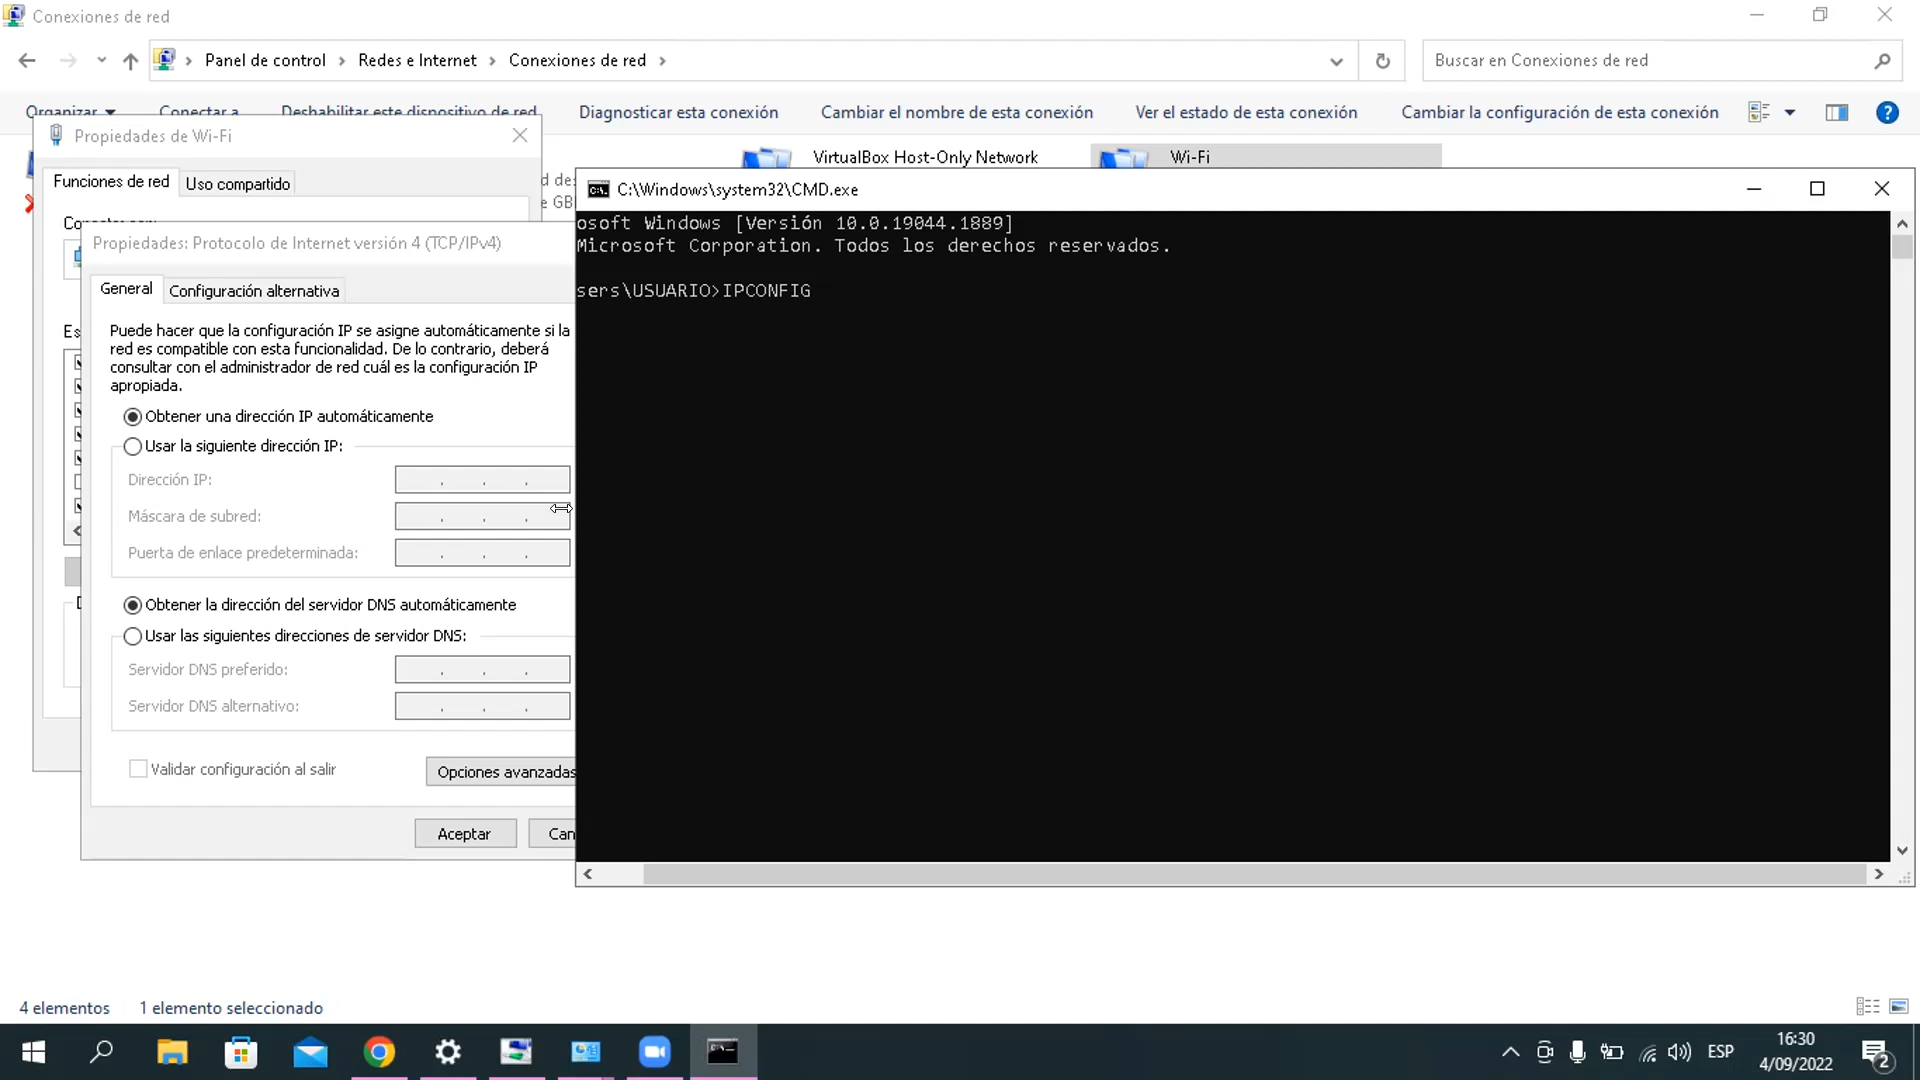 Conexiones de red
Panel de control > Redes e Internet > Conexiones de red >
Buscar en Conexiones de red
Organizar Conectar a Deshabilitar este dispositivo de red Diagnosticar esta conexión Cambiar el nombre de esta conexión Ver el estado de esta conexión Cambiar la configuración de esta conexión
Propiedades de Wi-Fi
VirtualBox Host-Only Network
Wi-Fi
Funciones de red
Uso compartido
Propiedades: Protocolo de Internet versión 4 (TCP/IPv4)
General
Configuración alternativa
Puede hacer que la configuración IP se asigne automáticamente si la
red es compatible con esta funcionalidad. De lo contrario, deberá
consultar con el administrador de red cuál es la configuración IP
apropiada.
Obtener una dirección IP automáticamente
Usar la siguiente dirección IP:
Dirección IP:
Máscara de subred:
Puerta de enlace predeterminada:
Obtener la dirección del servidor DNS automáticamente
Usar las siguientes direcciones de servidor DNS:
Servidor DNS preferido:
Servidor DNS alternativo:
Validar configuración al salir
Opciones avanzadas
Aceptar
Can
C:\Windows\system32\CMD.exe
osoft Windows [Versión 10.0.19044.1889]
Microsoft Corporation. Todos los derechos reservados.
sers\USUARIO>IPCONFIG
4 elementos
1 elemento seleccionado
ESP
16:30
4/09/2022
2